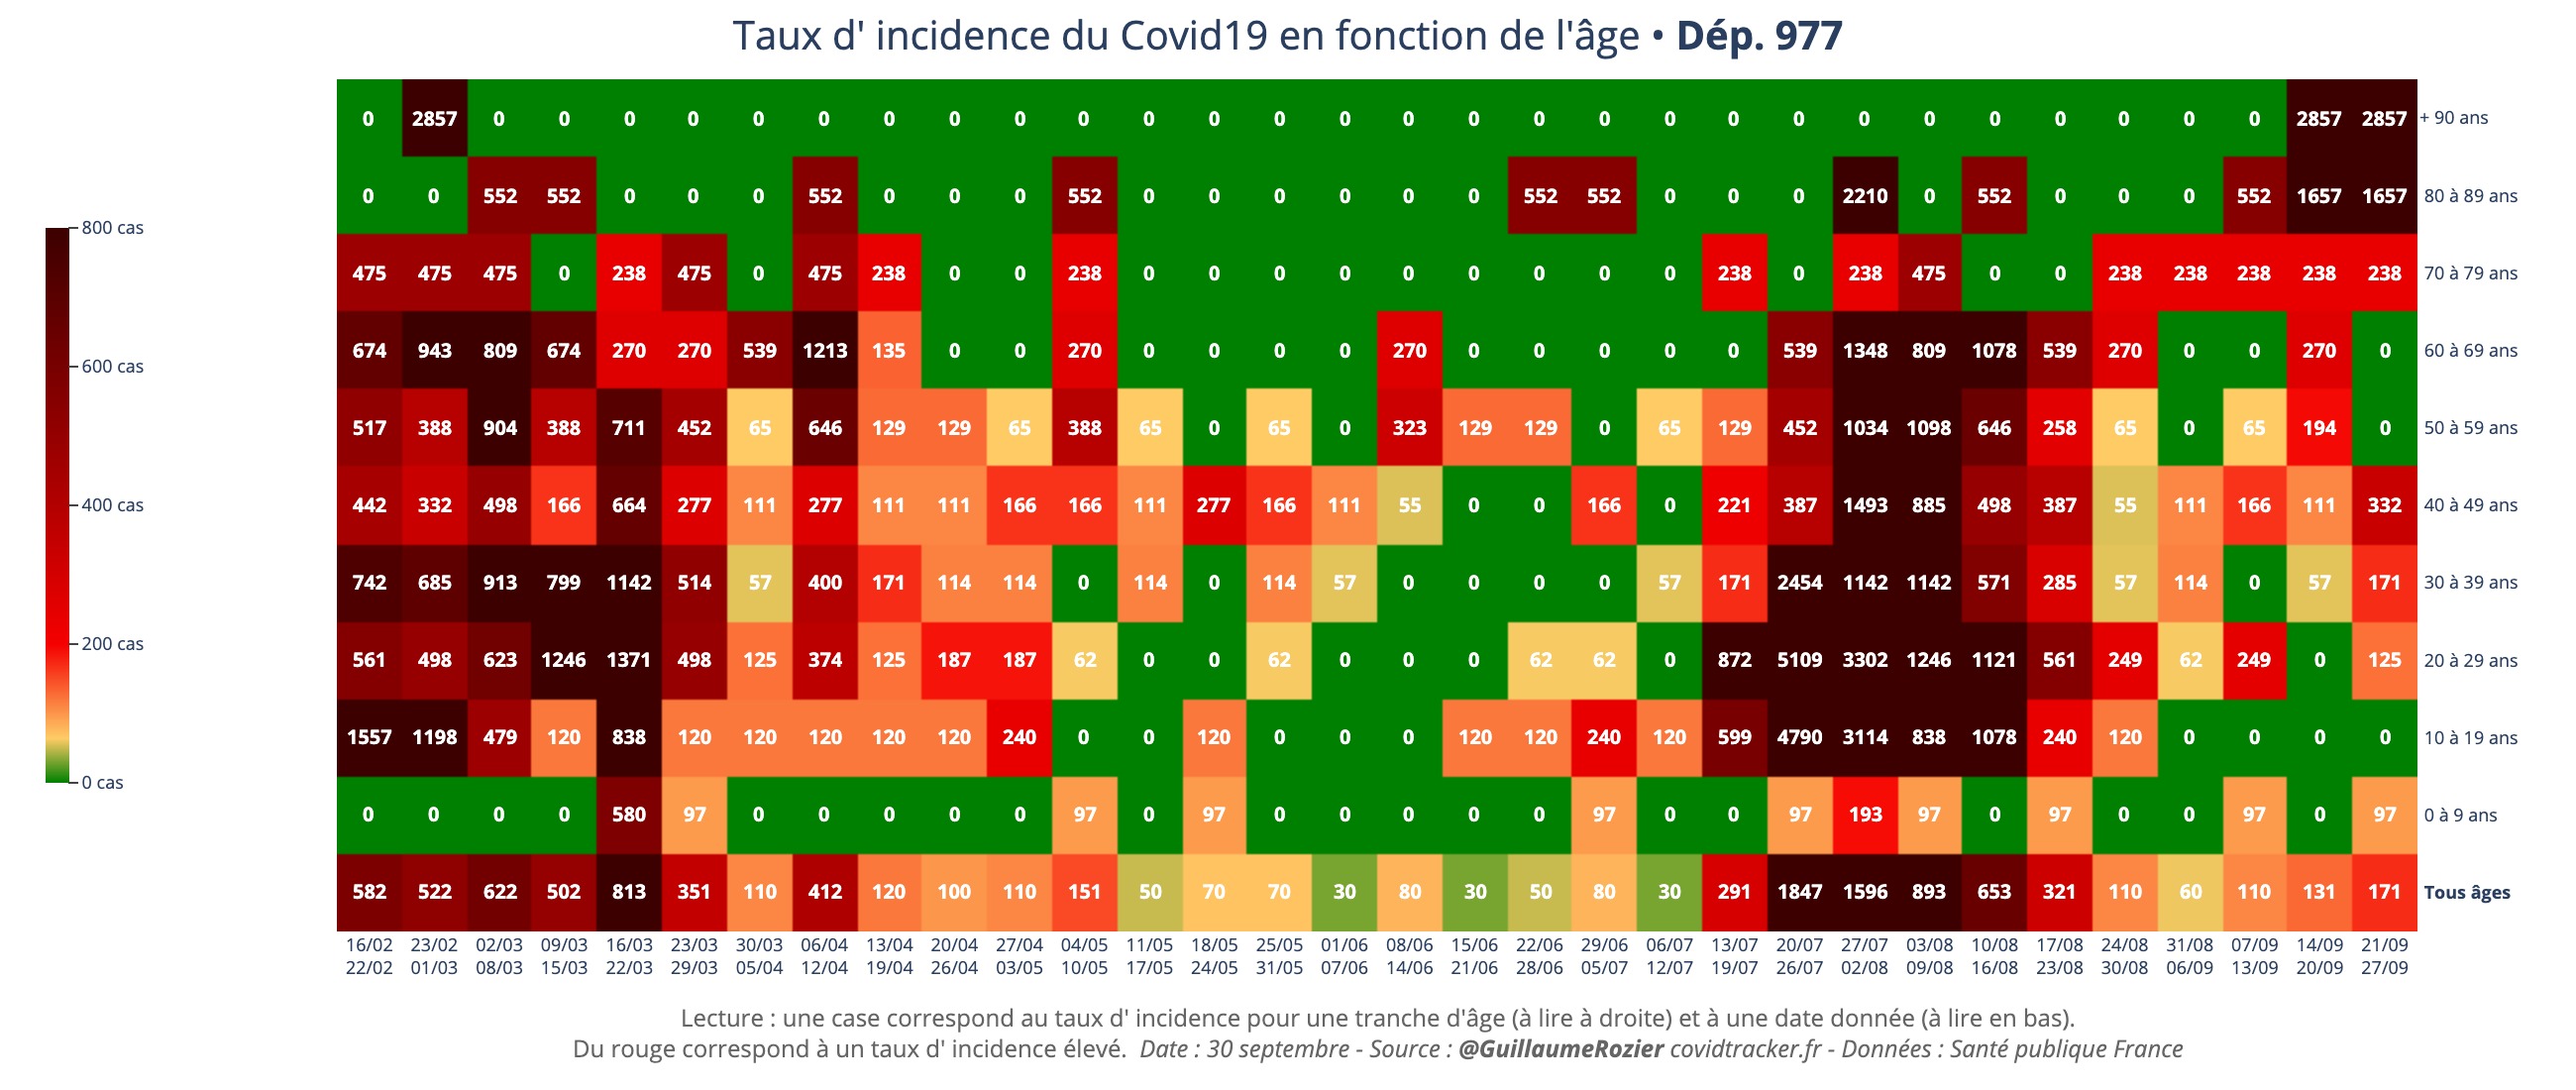 Taux d' incidence du Covid19 en fonction de l'âge • Dép. 977
0 2857 0 0 0 0 0 0 0 0 0 0 0 0 0 0 0 0 0 0 0 0 0 0 0 0 0 0 0 0 2857 2857 + 90 ans
0 0 552 552 0 0 0 552 0 0 0 552 0 0 0 0 0 0 552 552 0 0 0 2210 0 552 0 0 0 552 1657 1657 80 à 89 ans
475 475 475 0 238 475 0 475 238 0 0 238 0 0 0 0 0 0 0 0 0 238 0 238 475 0 0 238 238 238 238 238 70 à 79 ans
674 943 809 674 270 270 539 1213 135 0 0 270 0 0 0 0 270 0 0 0 0 0 539 1348 809 1078 539 270 0 0 270 0 60 à 69 ans
517 388 904 388 711 452 65 646 129 129 65 388 65 0 65 0 323 129 129 0 65 129 452 1034 1098 646 258 65 0 65 194 0 50 à 59 ans
442 332 498 166 664 277 111 277 111 111 166 166 111 277 166 111 55 0 0 166 0 221 387 1493 885 498 387 55 111 166 111 332 40 à 49 ans
742 685 913 799 1142 514 57 400 171 114 114 0 114 0 114 57 0 0 0 0 57 171 2454 1142 1142 571 285 57 114 0 57 171 30 à 39 ans
561 498 623 1246 1371 498 125 374 125 187 187 62 0 0 62 0 0 0 62 62 0 872 5109 3302 1246 1121 561 249 62 249 0 125 20 à 29 ans
1557 1198 479 120 838 120 120 120 120 120 240 0 0 120 0 0 0 120 120 240 120 599 4790 3114 838 1078 240 120 0 0 0 0 10 à 19 ans
0 0 0 0 580 97 0 0 0 0 0 97 0 97 0 0 0 0 0 97 0 0 97 193 97 0 97 0 0 97 0 97 0 à 9 ans
582 522 622 502 813 351 110 412 120 100 110 151 50 70 70 30 80 30 50 80 30 291 1847 1596 893 653 321 110 60 110 131 171 Tous âges
16/02 23/02 02/03 09/03 16/03 23/03 30/03 06/04 13/04 20/04 27/04 04/05 11/05 18/05 25/05 01/06 08/06 15/06 22/06 29/06 06/07 13/07 20/07 27/07 03/08 10/08 17/08 24/08 31/08 07/09 14/09 21/09
22/02 01/03 08/03 15/03 22/03 29/03 05/04 12/04 19/04 26/04 03/05 10/05 17/05 24/05 31/05 07/06 14/06 21/06 28/06 05/07 12/07 19/07 26/07 02/08 09/08 16/08 23/08 30/08 06/09 13/09 20/09 27/09
800 cas
600 cas
400 cas
200 cas
0 cas
Lecture : une case correspond au taux d' incidence pour une tranche d'âge (à lire à droite) et à une date donnée (à lire en bas).
Du rouge correspond à un taux d' incidence élevé. Date : 30 septembre - Source : @GuillaumeRozier covidtracker.fr - Données : Santé publique France